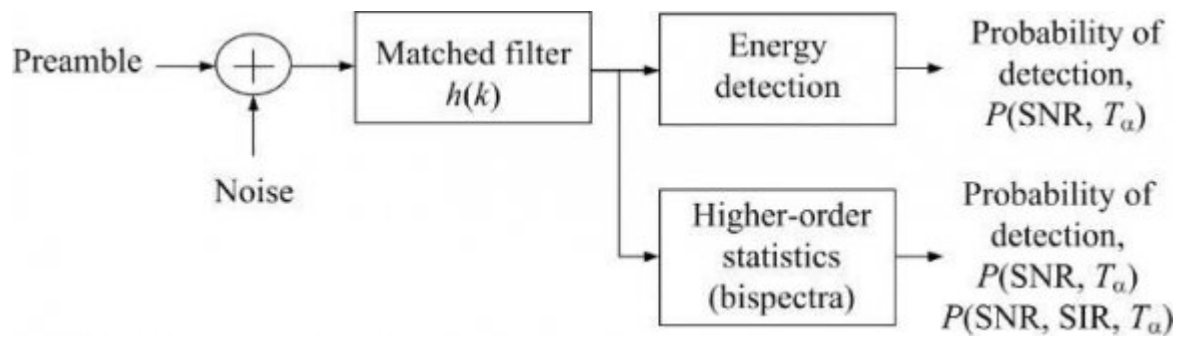 Preamble
+
Noise
Matched filter
h(k)
Energy
detection
Probability of
detection,
P(SNR, Tα)
Higher-order
statistics
(bispectra)
Probability of
detection,
P(SNR, Tα)
P(SNR, SIR, Tα)